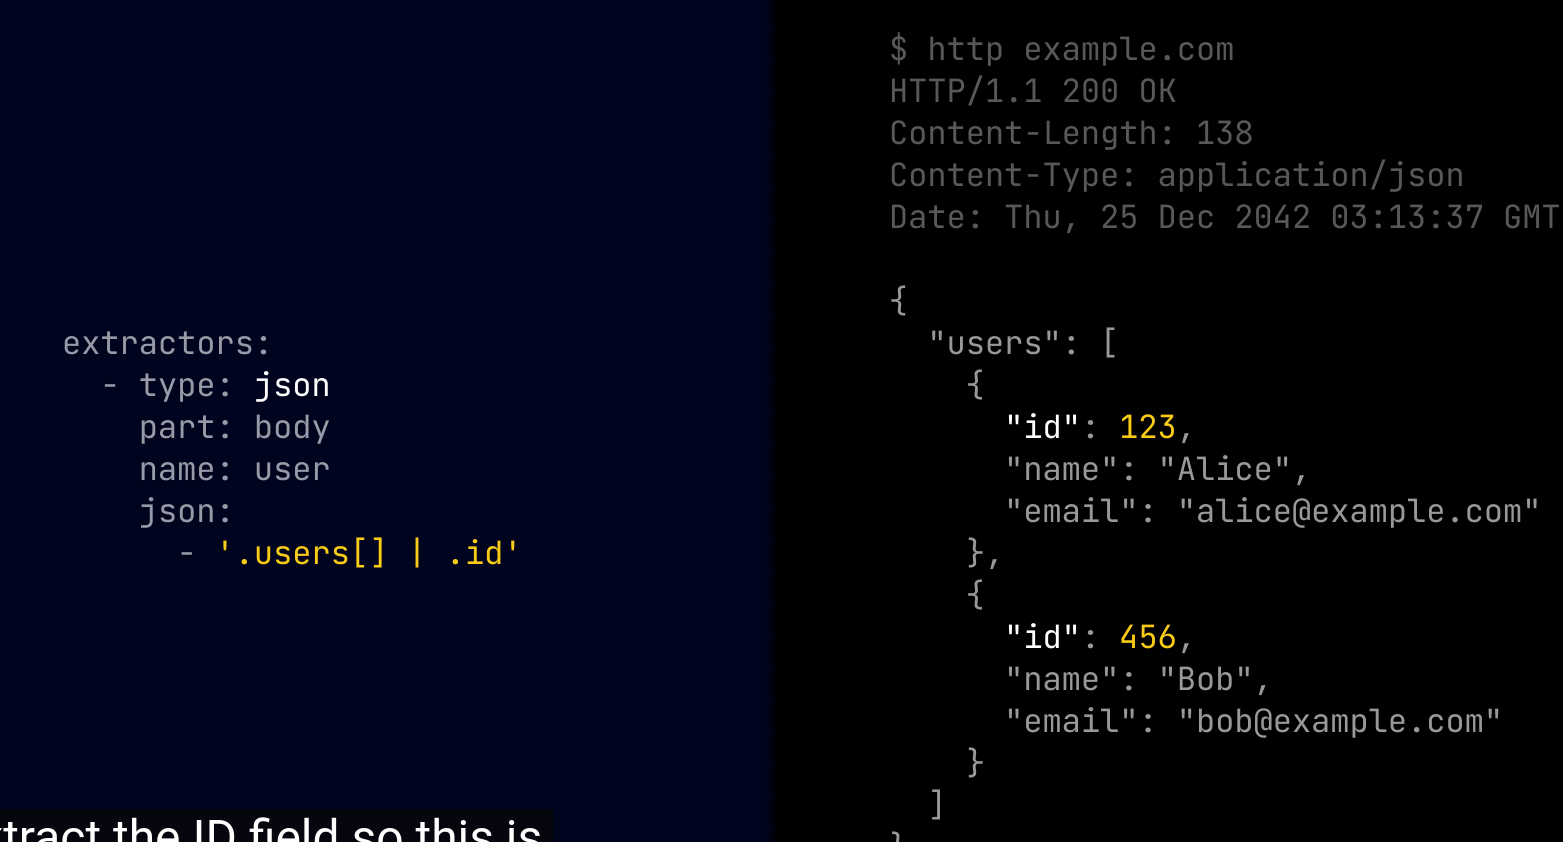 extractors:
  - type: json
    part: body
    name: user
    json:
      - '.users[] | .id'
$ http example.com
HTTP/1.1 200 OK
Content-Length: 138
Content-Type: application/json
Date: Thu, 25 Dec 2042 03:13:37 GMT
{
  "users": [
    {
      "id": 123,
      "name": "Alice",
      "email": "alice@example.com"
    },
    {
      "id": 456,
      "name": "Bob",
      "email": "bob@example.com"
    }
  ]
}
the ID field so this is